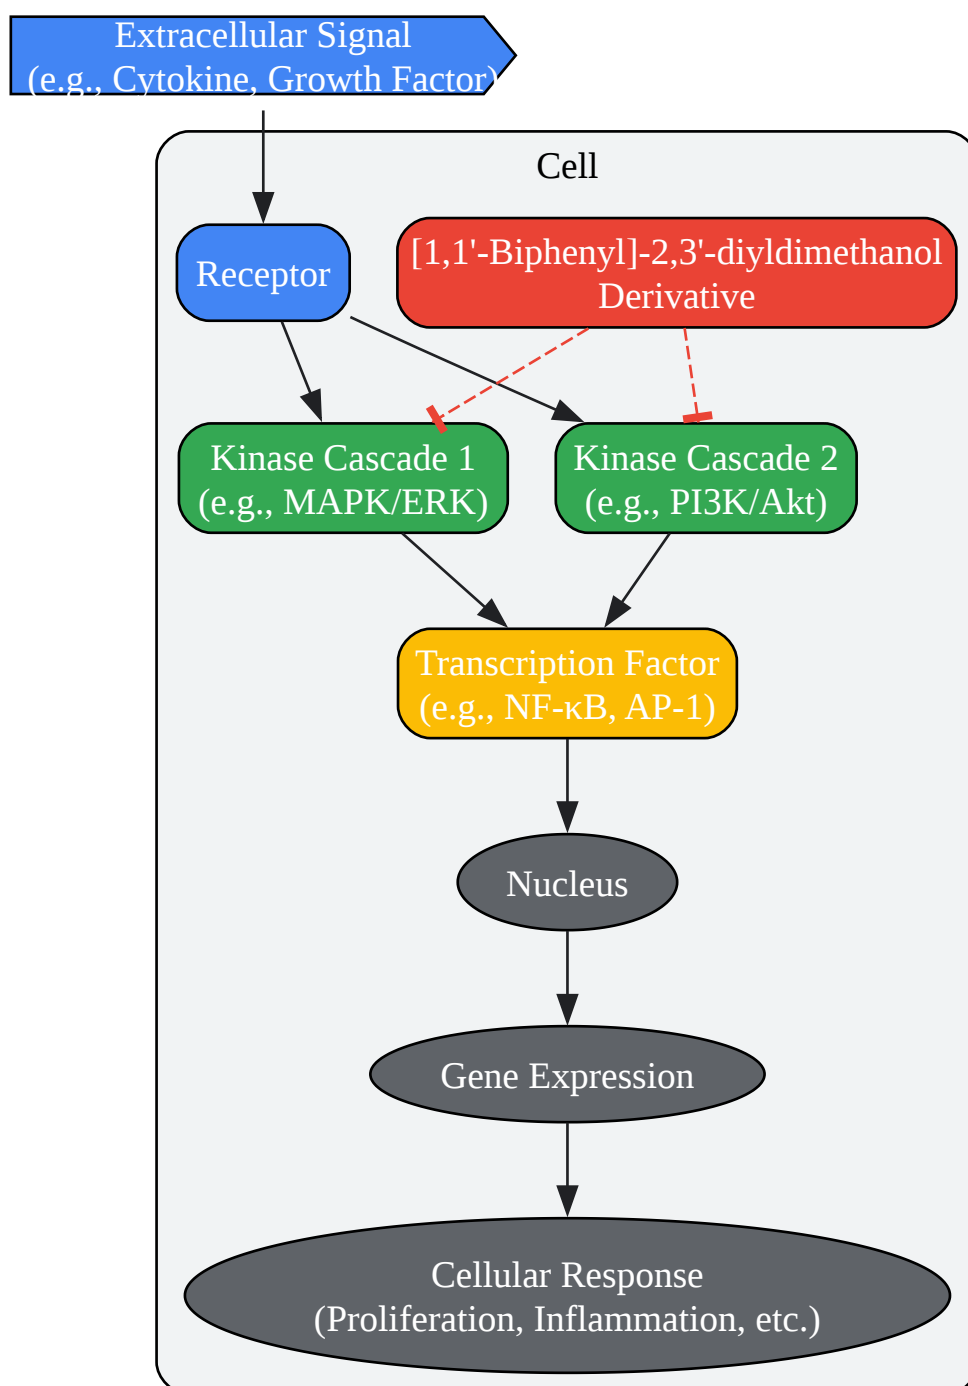 Extracellular Signal
(e.g., Cytokine, Growth Factor)
Cell
Receptor
[1,1'-Biphenyl]-2,3'-diyldimethanol
Derivative
Kinase Cascade 1
(e.g., MAPK/ERK)
Kinase Cascade 2
(e.g., PI3K/Akt)
Transcription Factor
(e.g., NF-κB, AP-1)
Nucleus
Gene Expression
Cellular Response
(Proliferation, Inflammation, etc.)